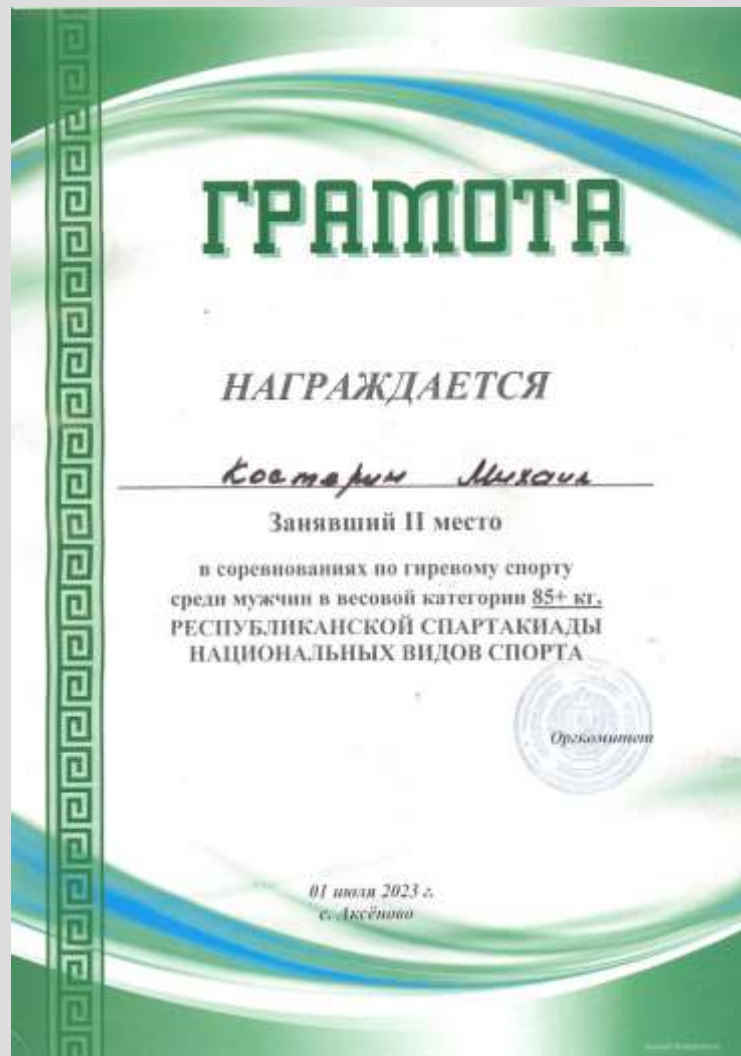 ГРАМОТА
НАГРАЖДАЕТСЯ
Костерин Михаил
Занявший II место
в соревнованиях по гиревому спорту
среди мужчин в весовой категории 85+ кг.
РЕСПУБЛИКАНСКОЙ СПАРТАКИАДЫ
НАЦИОНАЛЬНЫХ ВИДОВ СПОРТА
Оргкомитет
01 июля 2023 г.
с. Аксёново